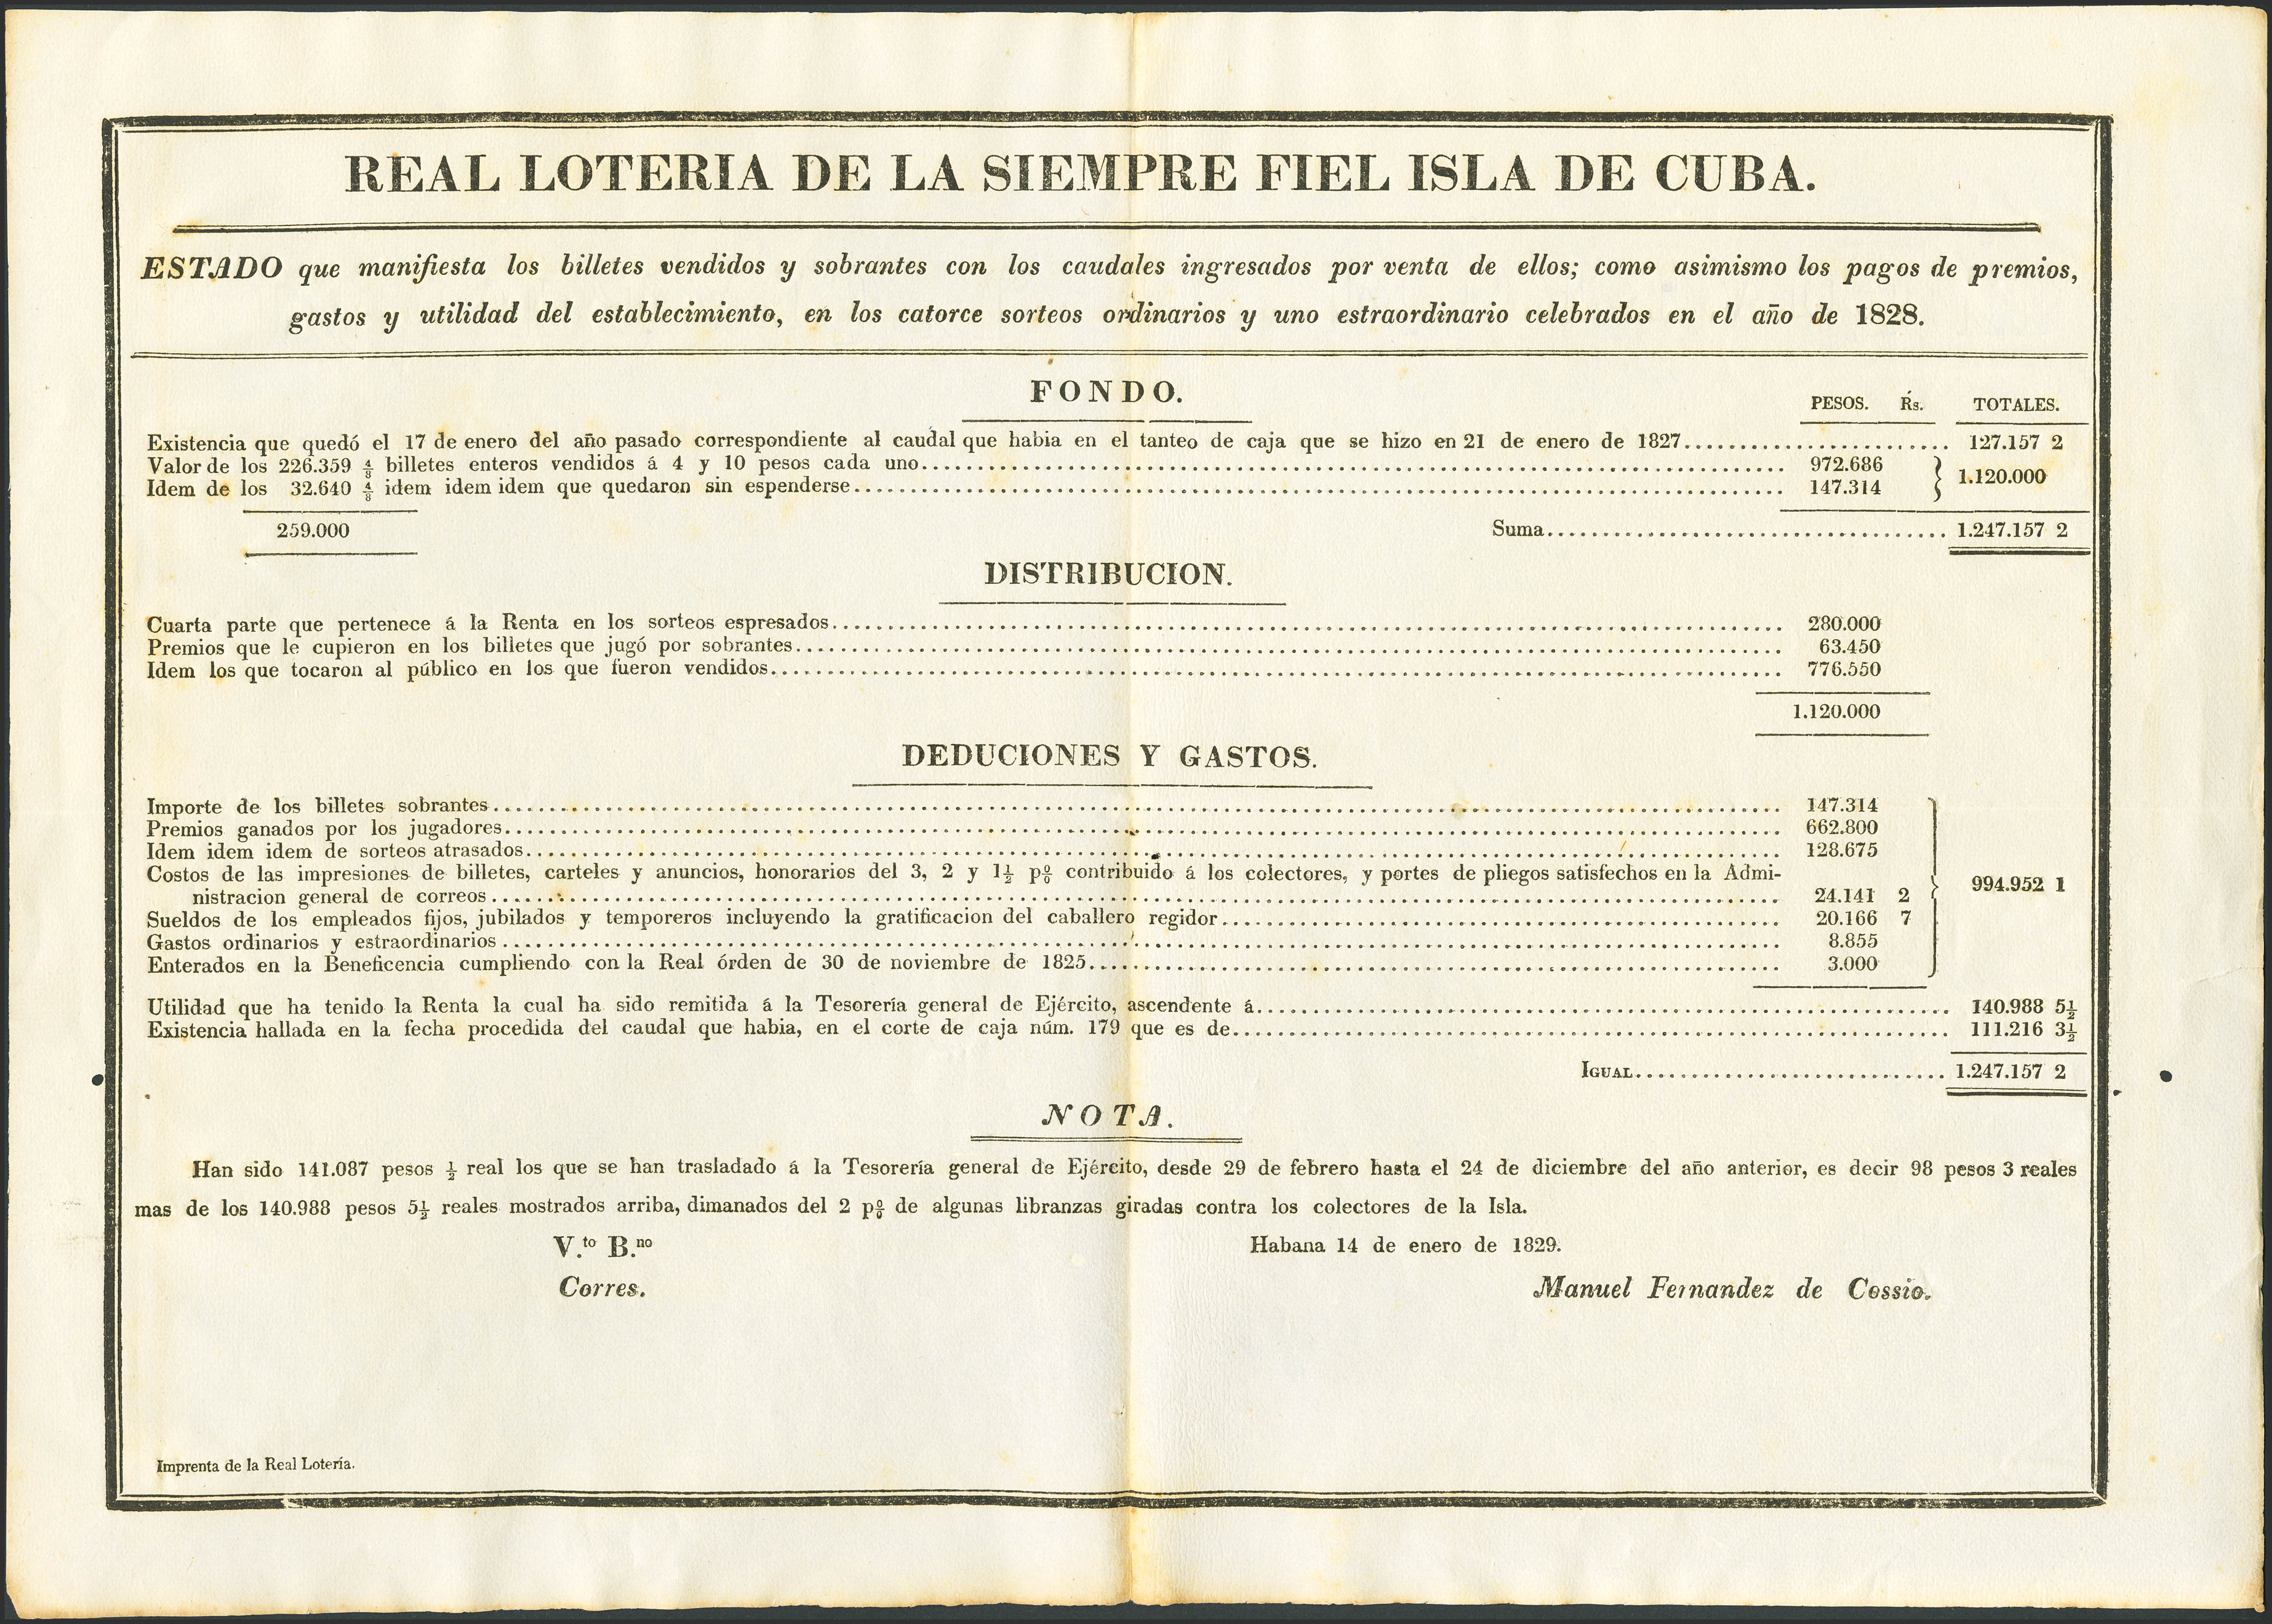 REAL LOTERIA DE LA SIEMPRE FIEL ISLA DE CUBA.
ESTADO que manifiesta los billetes vendidos y sobrantes con los caudales ingresados por venta de ellos; como asimismo los pagos de premios,
gastos y utilidad del establecimiento, en los catorce sorteos ordinarios y uno estraordinario celebrados en el año de 1828.
FONDO.
PESOS. Rs. TOTALES.
Existencia que quedó el 17 de enero del año pasado correspondiente al caudal que habia en el tanteo de caja que se hizo en 21 de enero de 1827 127.157 2
Valor de los 226.359 4/8 billetes enteros vendidos á 4 y 10 pesos cada uno 972.686
1.120.000
Idem de los 32.640 4/8 idem idem idem que quedaron sin espenderse 147.314
259.000 Suma 1.247.157 2
DISTRIBUCION.
Cuarta parte que pertenece á la Renta en los sorteos espresados 280.000
Premios que le cupieron en los billetes que jugó por sobrantes 63.450
Idem los que tocaron al público en los que fueron vendidos 776.550
1.120.000
DEDUCIONES Y GASTOS.
Importe de los billetes sobrantes 147.314
Premios ganados por los jugadores 662.800
Idem idem idem de sorteos atrasados 128.675
Costos de las impresiones de billetes, carteles y anuncios, honorarios del 3, 2 y 1½ p% contribuido á los colectores, y portes de pliegos satisfechos en la Admi-
994.952 1
nistracion general de correos 24.141 2
Sueldos de los empleados fijos, jubilados y temporeros incluyendo la gratificacion del caballero regidor 20.166 7
Gastos ordinarios y estraordinarios 8.855
Enterados en la Beneficencia cumpliendo con la Real órden de 30 de noviembre de 1825 3.000
Utilidad que ha tenido la Renta la cual ha sido remitida á la Tesorería general de Ejército, ascendente á 140.988 5½
Existencia hallada en la fecha procedida del caudal que habia, en el corte de caja núm. 179 que es de 111.216 3½
IGUAL 1.247.157 2
NOTA.
Han sido 141.087 pesos ½ real los que se han trasladado á la Tesorería general de Ejército, desde 29 de febrero hasta el 24 de diciembre del año anterior, es decir 98 pesos 3 reales
mas de los 140.988 pesos 5½ reales mostrados arriba, dimanados del 2 p% de algunas libranzas giradas contra los colectores de la Isla.
V.to B.no Habana 14 de enero de 1829.
Corres. Manuel Fernandez de Cossio.
Imprenta de la Real Lotería.